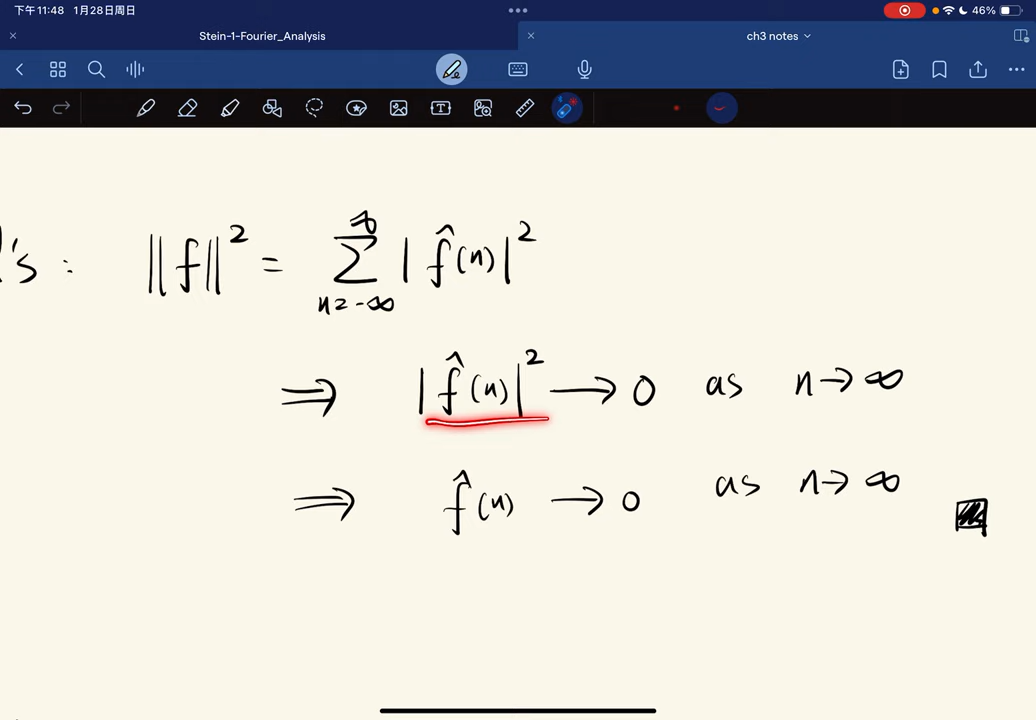 下午11:48 1月28日周日
46%
Stein-1-Fourier_Analysis
ch3 notes
's : ||f||² = ∑_{n=-∞}^{∞} |f̂(n)|²
⟹ |f̂(n)|² ⟶ 0 as n → ∞
⟹ f̂(n) ⟶ 0 as n → ∞